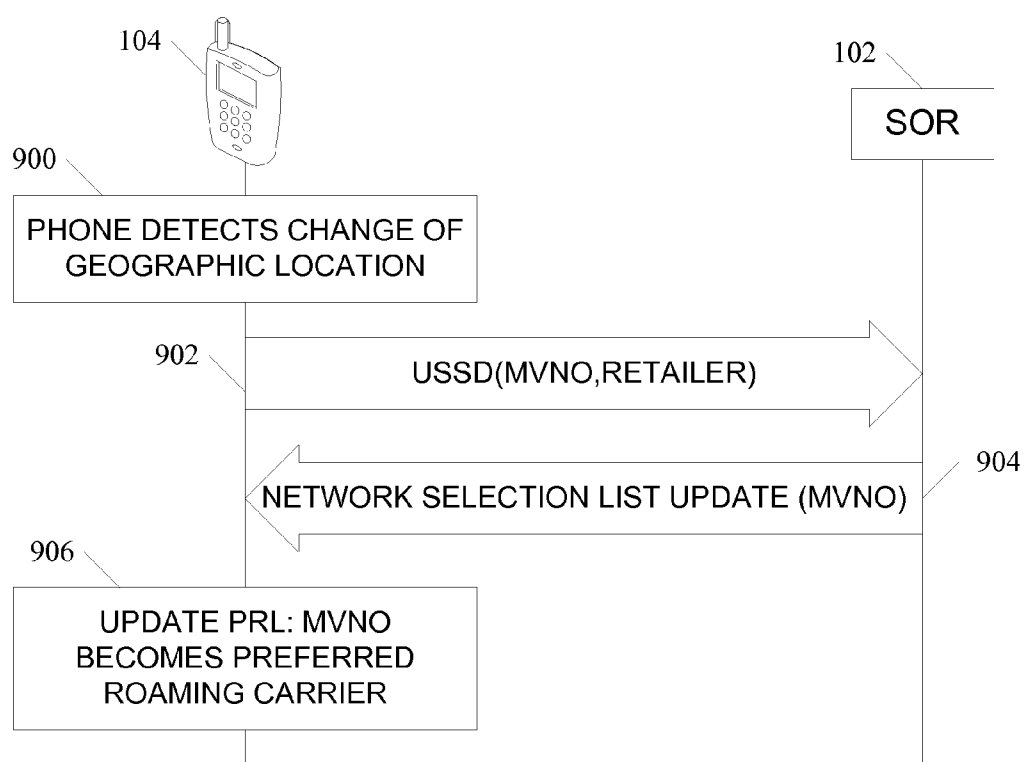 104
102
SOR
900
PHONE DETECTS CHANGE OF
GEOGRAPHIC LOCATION
902
USSD(MVNO,RETAILER)
904
NETWORK SELECTION LIST UPDATE (MVNO)
906
UPDATE PRL: MVNO
BECOMES PREFERRED
ROAMING CARRIER